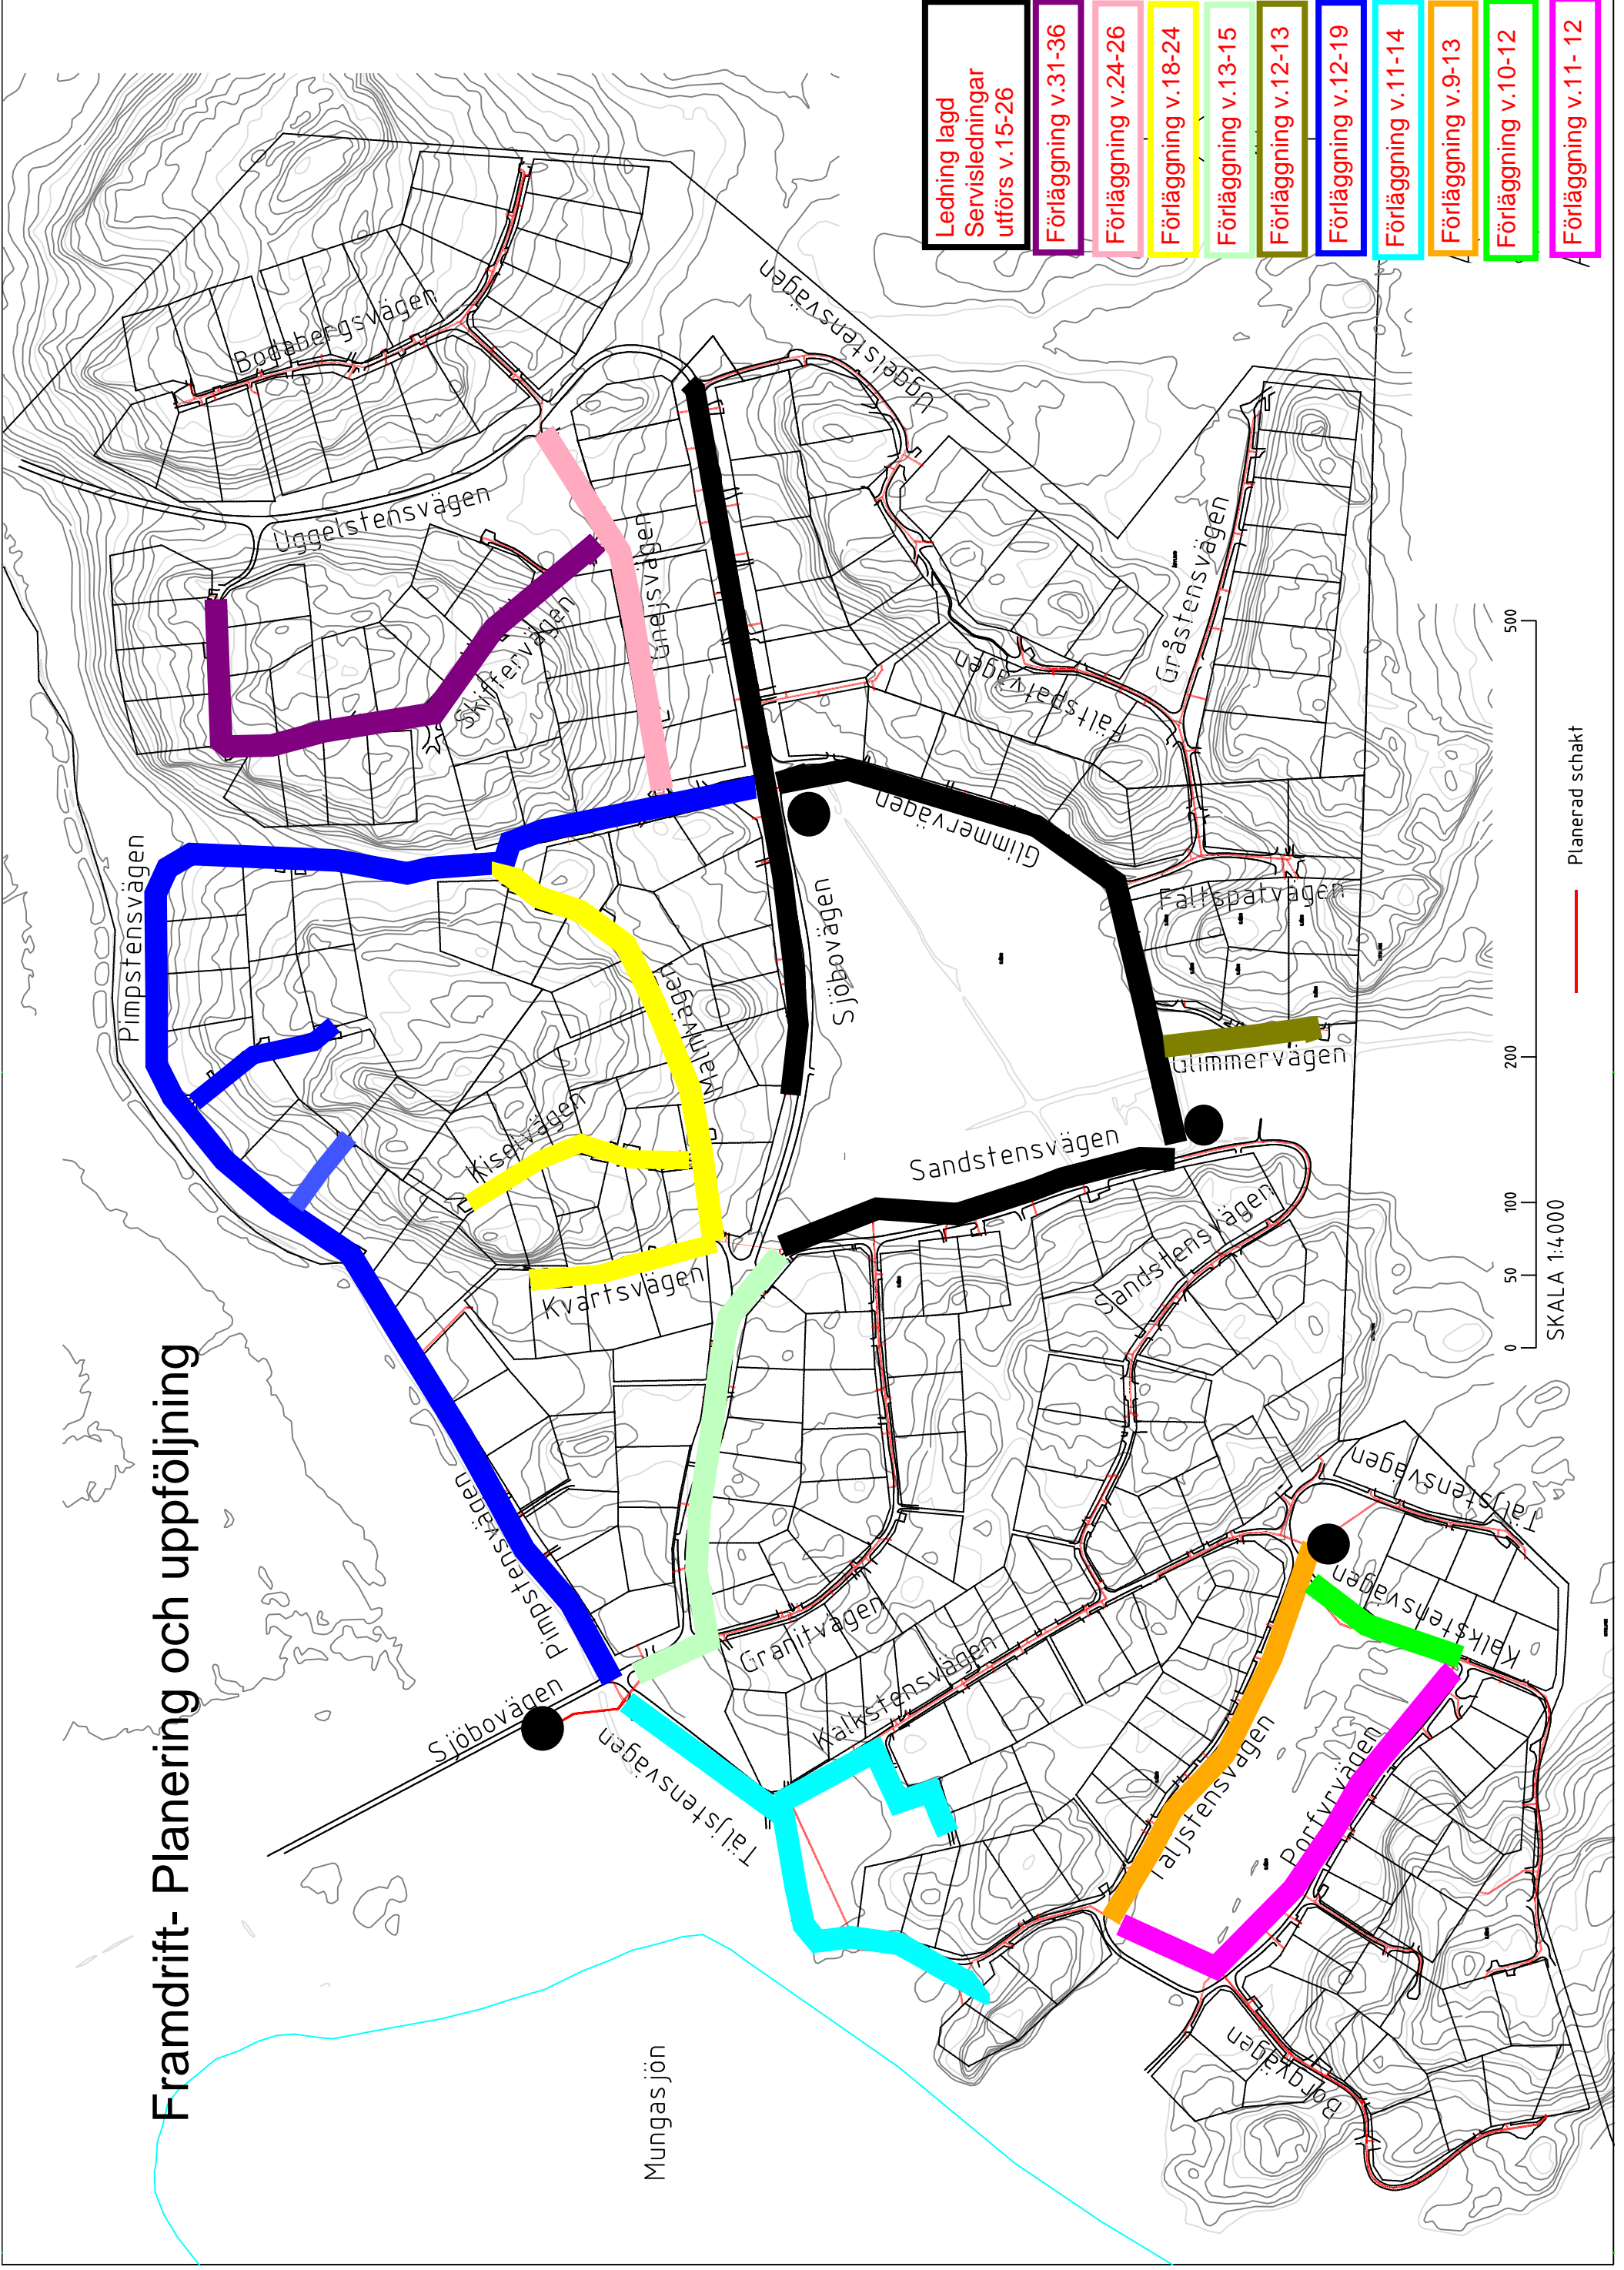 Framdrift- Planering och uppföljning
Ledning lagd
Servisledningar
utförs v.15-26
Förläggning v.31-36
Förläggning v.24-26
Förläggning v.18-24
Förläggning v.13-15
Förläggning v.12-13
Förläggning v.12-19
Förläggning v.11-14
Förläggning v.9-13
Förläggning v.10-12
Förläggning v.11- 12
Bodabergsvägen
Uggelstensvägen
Uggelstensvägen
Skiffervägen
Gnejsvägen
Pimpstensvägen
Malmvägen
Kiselvägen
Kvartsvägen
Sjöbovägen
Glimmervägen
Fältspatvägen
Gråstensvägen
Fältspatvägen
Glimmervägen
Sandstensvägen
Sandstensvägen
Pimpstensvägen
Sjöbovägen
Granitvägen
Kalkstensvägen
Täljstensvägen
Täljstensvägen
Täljstensvägen
Kalkstensvägen
Porfyrvägen
Borgvägen
Mungasjön
0
50
100
200
500
SKALA 1:4000
Planerad schakt